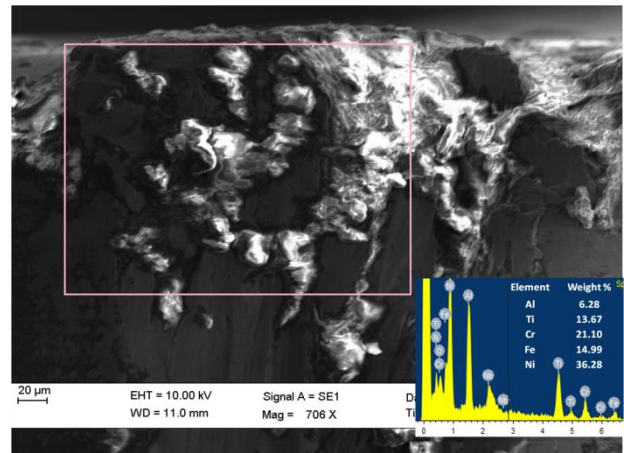 Element Weight %
Al 6.28
Ti 13.67
Cr 21.10
Fe 14.99
Ni 36.28
20 µm
EHT = 10.00 kV
WD = 11.0 mm
Signal A = SE1
Mag = 706 X
0 1 2 3 4 5 6